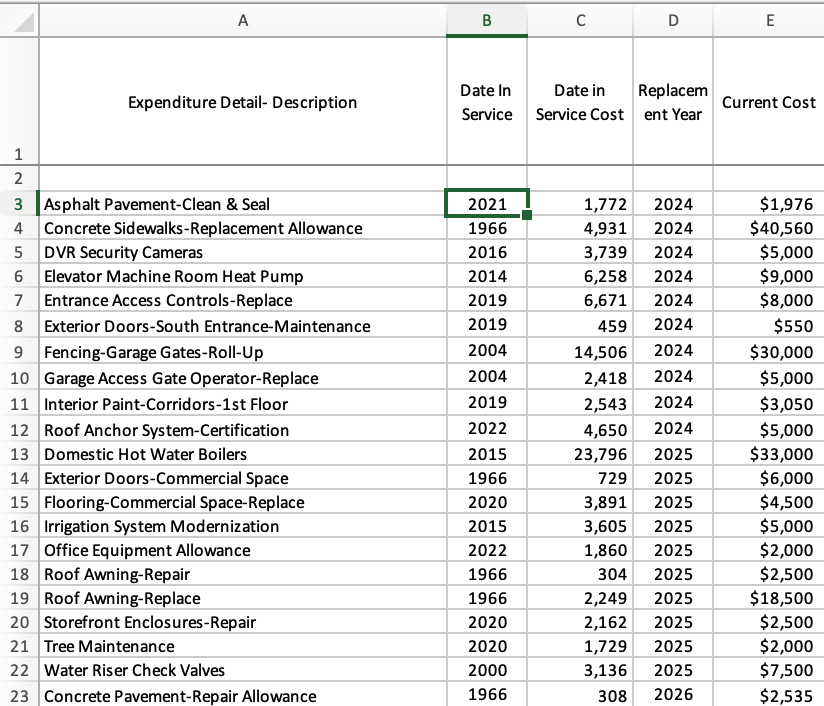 A B C D E
1 Expenditure Detail- Description Date In Service Date in Service Cost Replacem ent Year Current Cost
2
3 Asphalt Pavement-Clean & Seal 2021 1,772 2024 $1,976
4 Concrete Sidewalks-Replacement Allowance 1966 4,931 2024 $40,560
5 DVR Security Cameras 2016 3,739 2024 $5,000
6 Elevator Machine Room Heat Pump 2014 6,258 2024 $9,000
7 Entrance Access Controls-Replace 2019 6,671 2024 $8,000
8 Exterior Doors-South Entrance-Maintenance 2019 459 2024 $550
9 Fencing-Garage Gates-Roll-Up 2004 14,506 2024 $30,000
10 Garage Access Gate Operator-Replace 2004 2,418 2024 $5,000
11 Interior Paint-Corridors-1st Floor 2019 2,543 2024 $3,050
12 Roof Anchor System-Certification 2022 4,650 2024 $5,000
13 Domestic Hot Water Boilers 2015 23,796 2025 $33,000
14 Exterior Doors-Commercial Space 1966 729 2025 $6,000
15 Flooring-Commercial Space-Replace 2020 3,891 2025 $4,500
16 Irrigation System Modernization 2015 3,605 2025 $5,000
17 Office Equipment Allowance 2022 1,860 2025 $2,000
18 Roof Awning-Repair 1966 304 2025 $2,500
19 Roof Awning-Replace 1966 2,249 2025 $18,500
20 Storefront Enclosures-Repair 2020 2,162 2025 $2,500
21 Tree Maintenance 2020 1,729 2025 $2,000
22 Water Riser Check Valves 2000 3,136 2025 $7,500
23 Concrete Pavement-Repair Allowance 1966 308 2026 $2,535